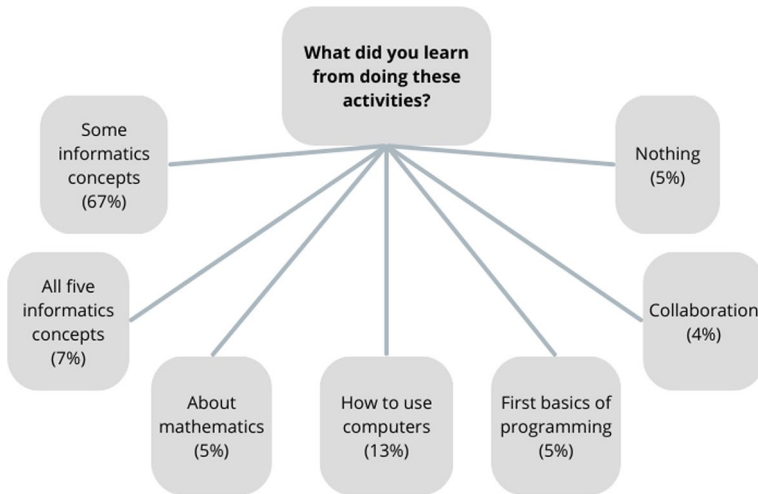 What did you learn
from doing these
activities?
Some
informatics
concepts
(67%)
Nothing
(5%)
All five
informatics
concepts
(7%)
Collaboration
(4%)
About
mathematics
(5%)
How to use
computers
(13%)
First basics of
programming
(5%)